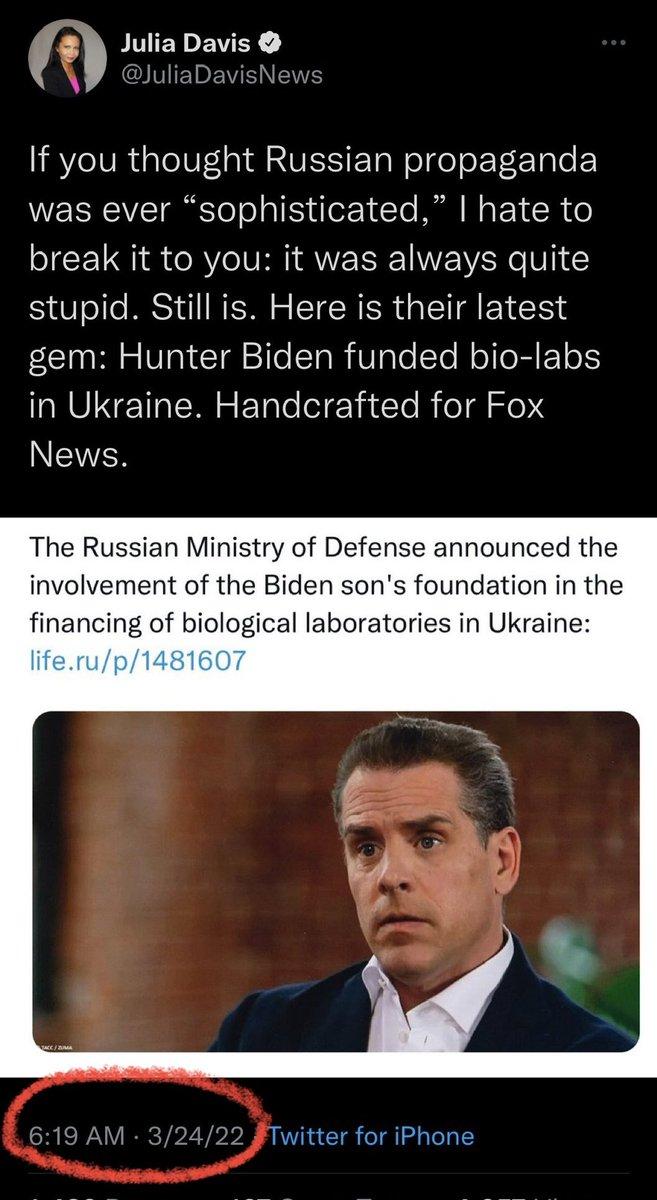 Julia Davis
@JuliaDavisNews
If you thought Russian propaganda
was ever “sophisticated,” I hate to
break it to you: it was always quite
stupid. Still is. Here is their latest
gem: Hunter Biden funded bio-labs
in Ukraine. Handcrafted for Fox
News.
The Russian Ministry of Defense announced the
involvement of the Biden son's foundation in the
financing of biological laboratories in Ukraine:
life.ru/p/1481607
TACC / ZUMA
6:19 AM · 3/24/22 Twitter for iPhone